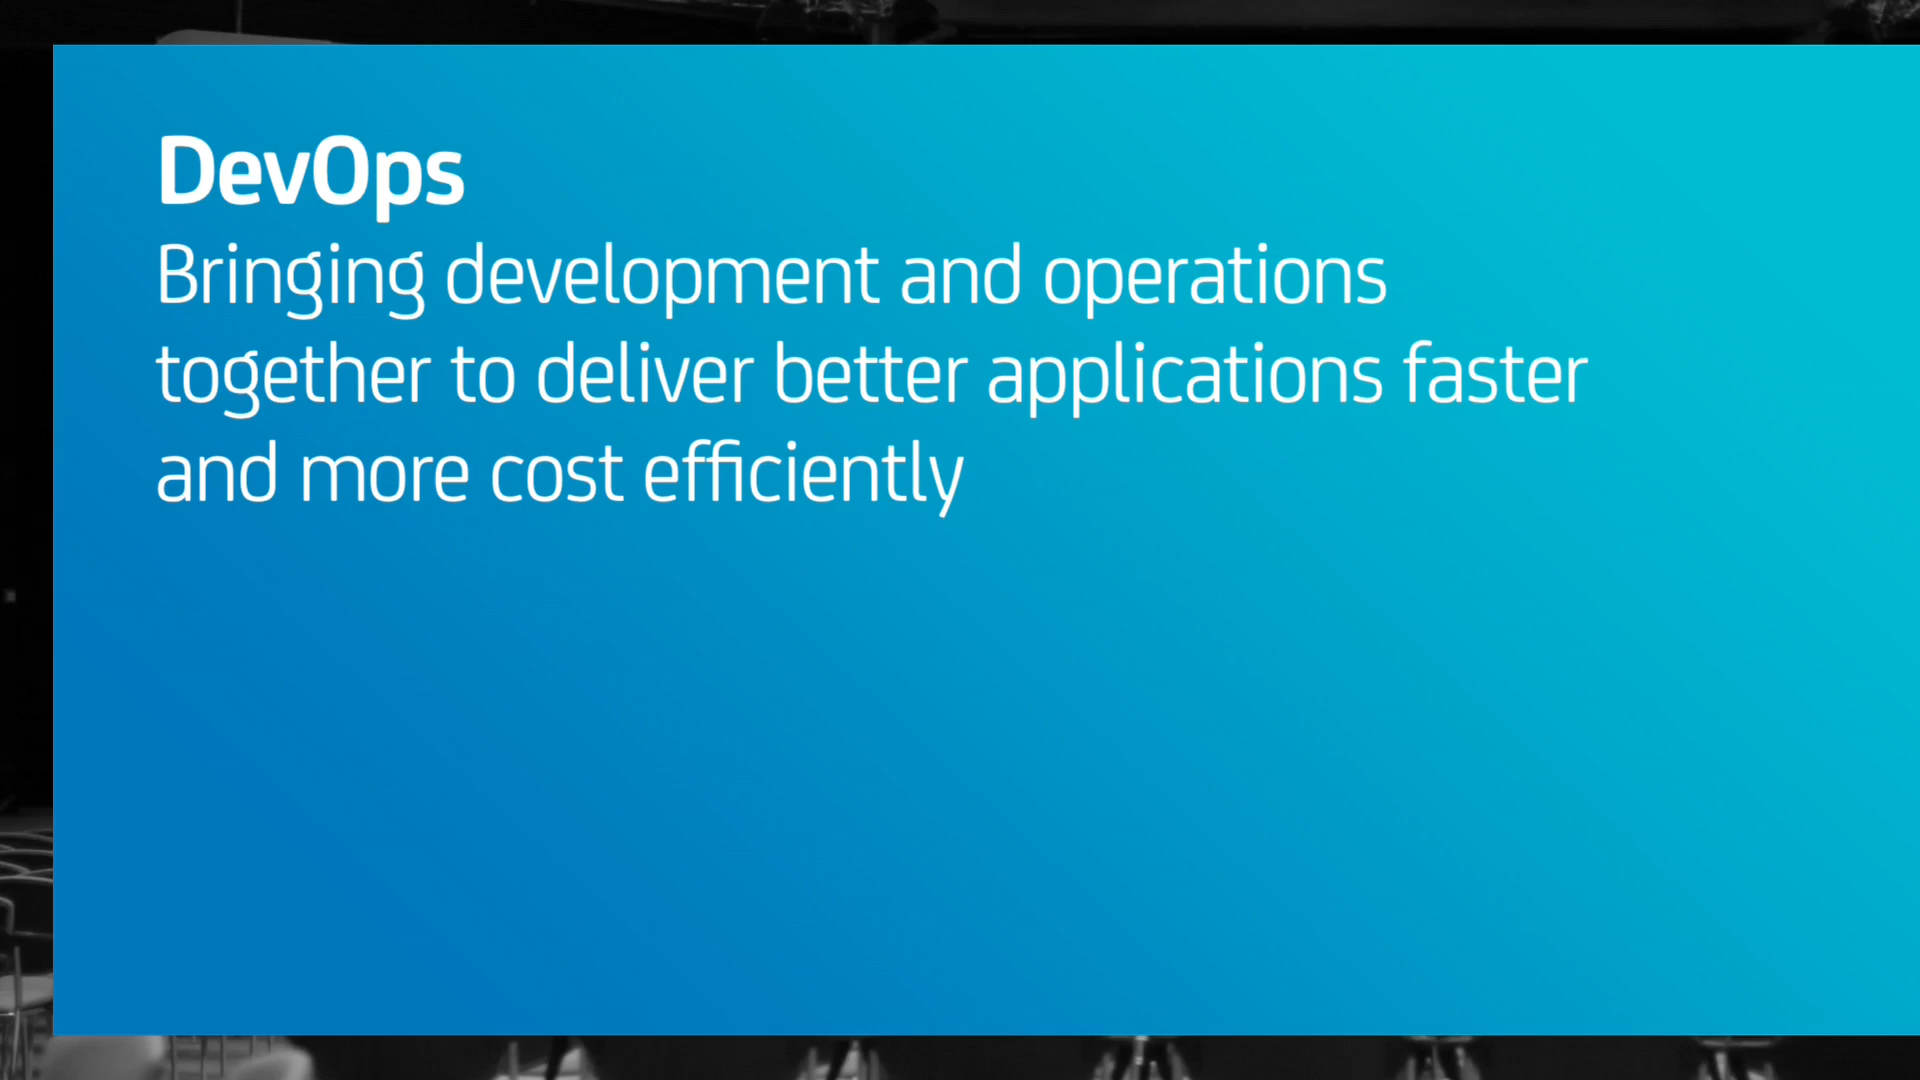 DevOps
Bringing development and operations
together to deliver better applications faster
and more cost efficiently